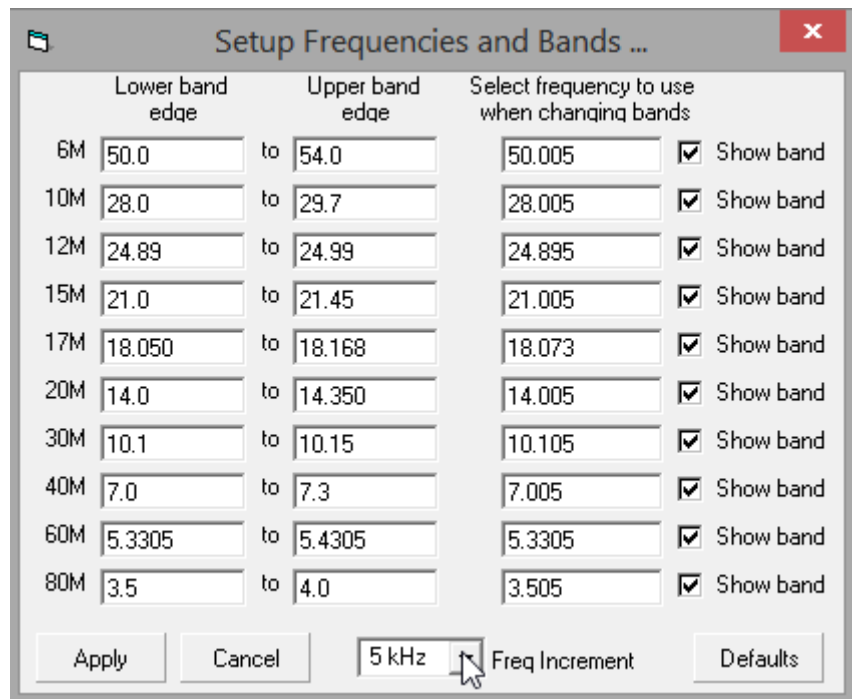 Setup Frequencies and Bands ...
Lower band edge Upper band edge Select frequency to use when changing bands
6M 50.0 to 54.0 50.005 Show band
10M 28.0 to 29.7 28.005 Show band
12M 24.89 to 24.99 24.895 Show band
15M 21.0 to 21.45 21.005 Show band
17M 18.050 to 18.168 18.073 Show band
20M 14.0 to 14.350 14.005 Show band
30M 10.1 to 10.15 10.105 Show band
40M 7.0 to 7.3 7.005 Show band
60M 5.3305 to 5.4305 5.3305 Show band
80M 3.5 to 4.0 3.505 Show band
Apply Cancel 5 kHz Freq Increment Defaults